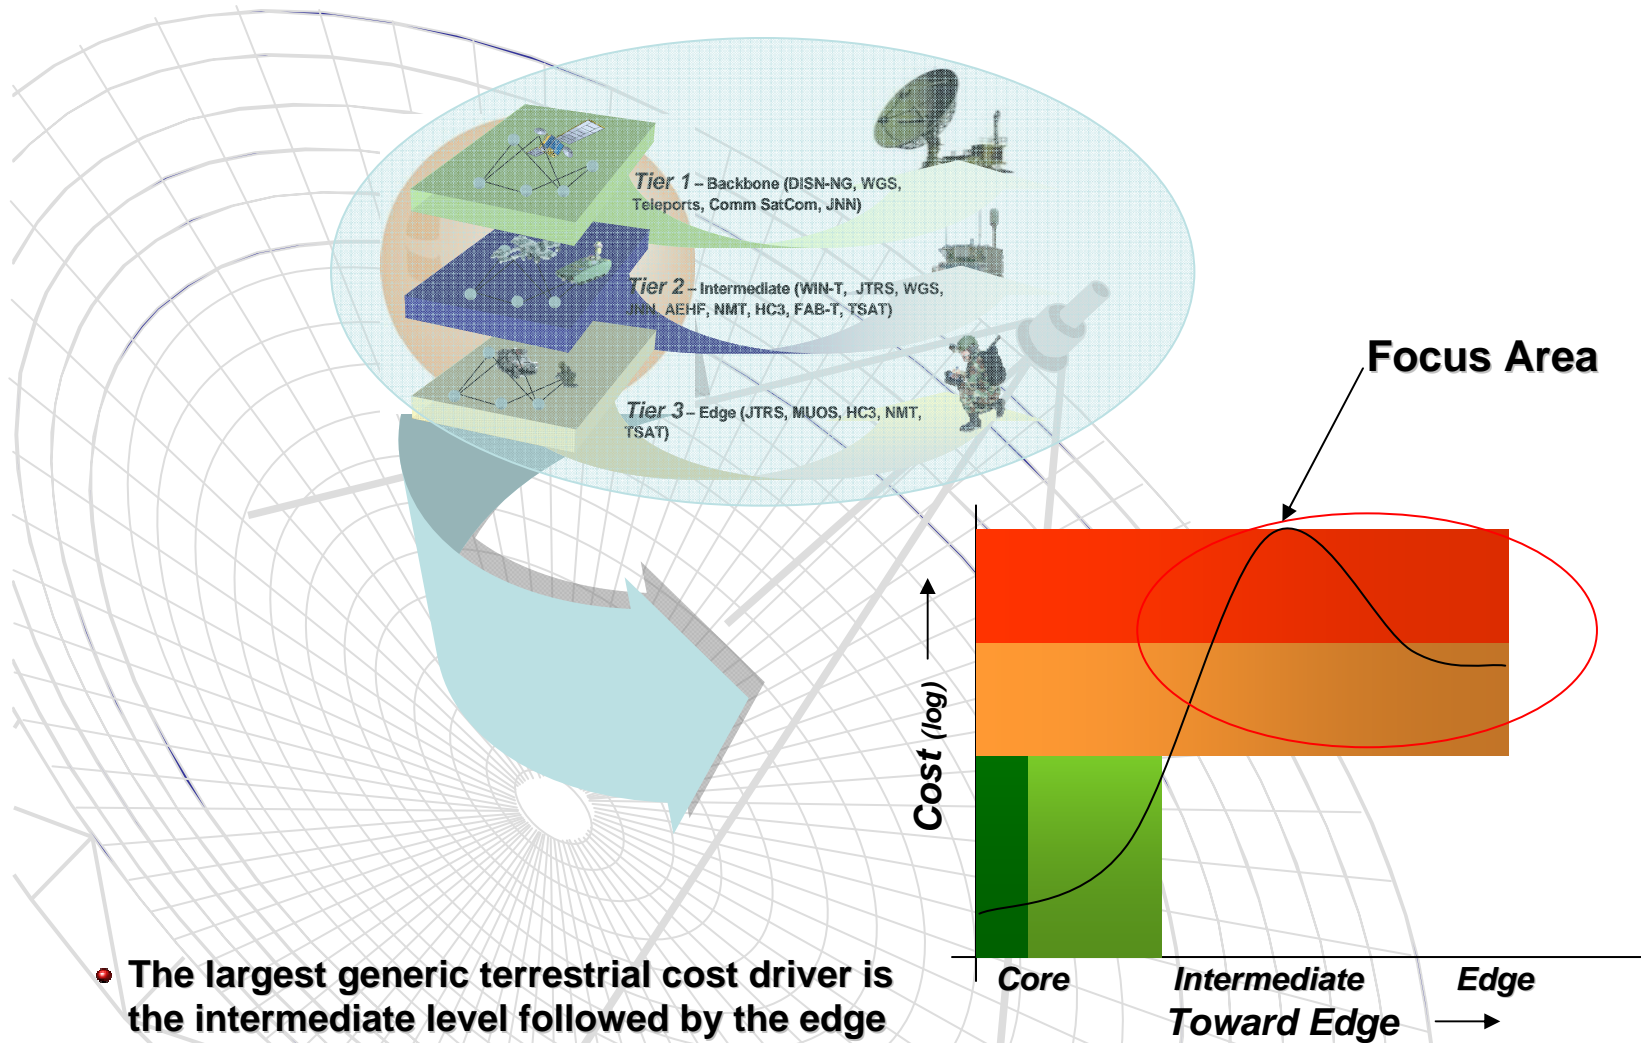 Tier 1 – Backbone (DISN-NG, WGS,
Teleports, Comm SatCom, JNN)
Tier 2 – Intermediate (WIN-T, JTRS, WGS,
JNN, AEHF, NMT, HC3, FAB-T, TSAT)
Tier 3 – Edge (JTRS, MUOS, HC3, NMT,
TSAT)
Focus Area
Cost (log)
Core Intermediate Edge
Toward Edge
The largest generic terrestrial cost driver is
the intermediate level followed by the edge